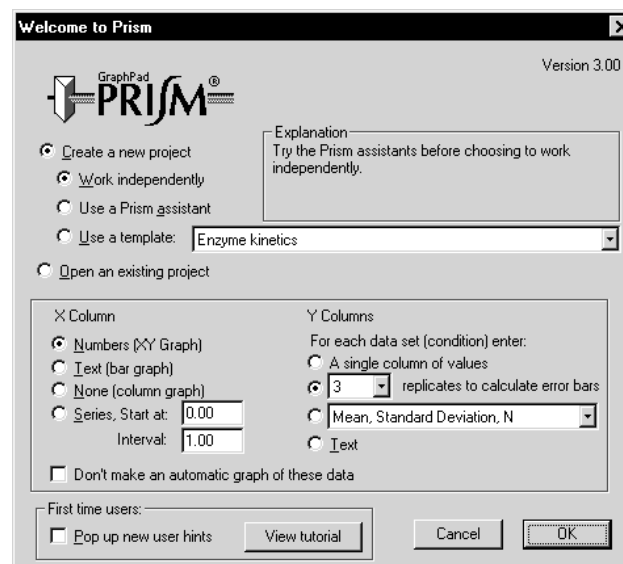 Welcome to Prism
Version 3.00
GraphPad
PRISM®
Explanation
Try the Prism assistants before choosing to work
independently.
Create a new project
Work independently
Use a Prism assistant
Use a template: Enzyme kinetics
Open an existing project
X Column
Numbers (XY Graph)
Text (bar graph)
None (column graph)
Series, Start at: 0.00
Interval: 1.00
Y Columns
For each data set (condition) enter:
A single column of values
3 replicates to calculate error bars
Mean, Standard Deviation, N
Text
Don't make an automatic graph of these data
First time users:
Pop up new user hints
View tutorial
Cancel
OK